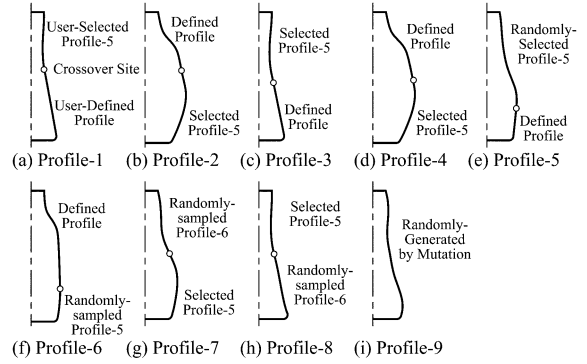 User-Selected
Profile-5
Crossover Site
User-Defined
Profile
(a) Profile-1
Defined
Profile
Selected
Profile-5
(b) Profile-2
Selected
Profile-5
Defined
Profile
(c) Profile-3
Defined
Profile
Selected
Profile-5
(d) Profile-4
Randomly-
Selected
Profile-5
Defined
Profile
(e) Profile-5
Defined
Profile
Randomly-
sampled
Profile-5
(f) Profile-6
Randomly-
sampled
Profile-6
Selected
Profile-5
(g) Profile-7
Selected
Profile-5
Randomly-
sampled
Profile-6
(h) Profile-8
Randomly-
Generated
by Mutation
(i) Profile-9